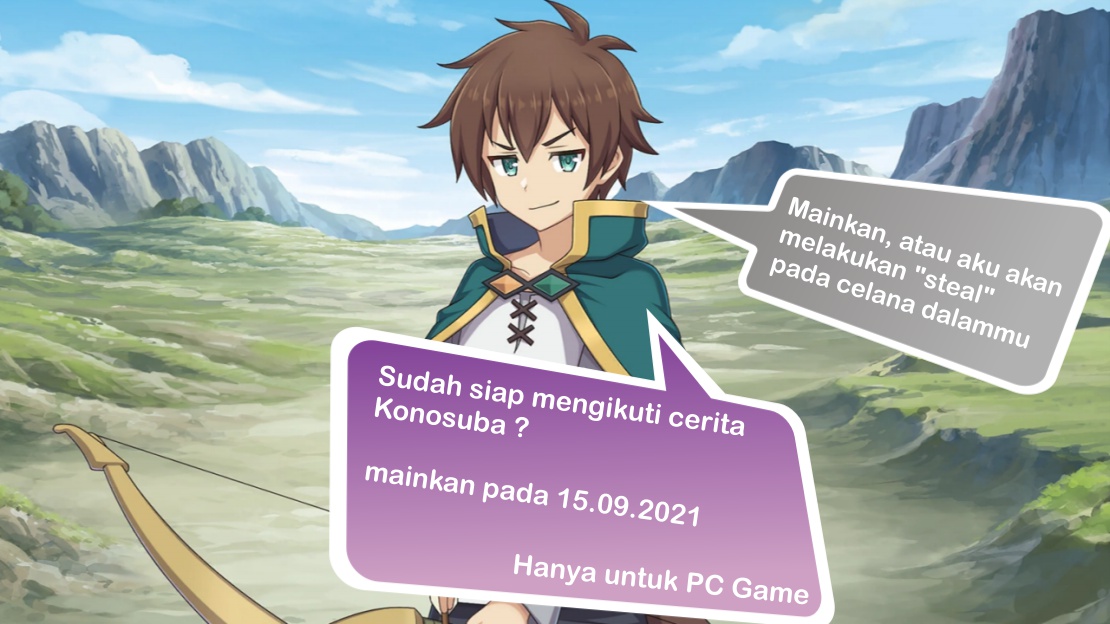 Mainkan, atau aku akan
melakukan "steal"
pada celana dalammu
Sudah siap mengikuti cerita
Konosuba ?
mainkan pada 15.09.2021
Hanya untuk PC Game